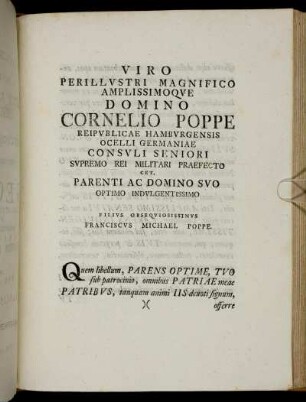 VIRO
PERILLVSTRI MAGNIFICO
AMPLISSIMOQVE
DOMINO
CORNELIO POPPE
REIPVBLICAE HAMBVRGENSIS
OCELLI GERMANIAE
CONSVLI SENIORI
SVPREMO REI MILITARI PRAEFECTO
CET.
PARENTI AC DOMINO SVO
OPTIMO INDVLGENTISSIMO
FILIVS OBSEQVIOSISSIMVS
FRANCISCVS MICHAEL POPPE.
Quem libellum, PARENS OPTIME, TVO
sub patrocinio, omnibus PATRIAE meae
PATRIBVS, tanquam animi IIS devoti signum,
)( offerre